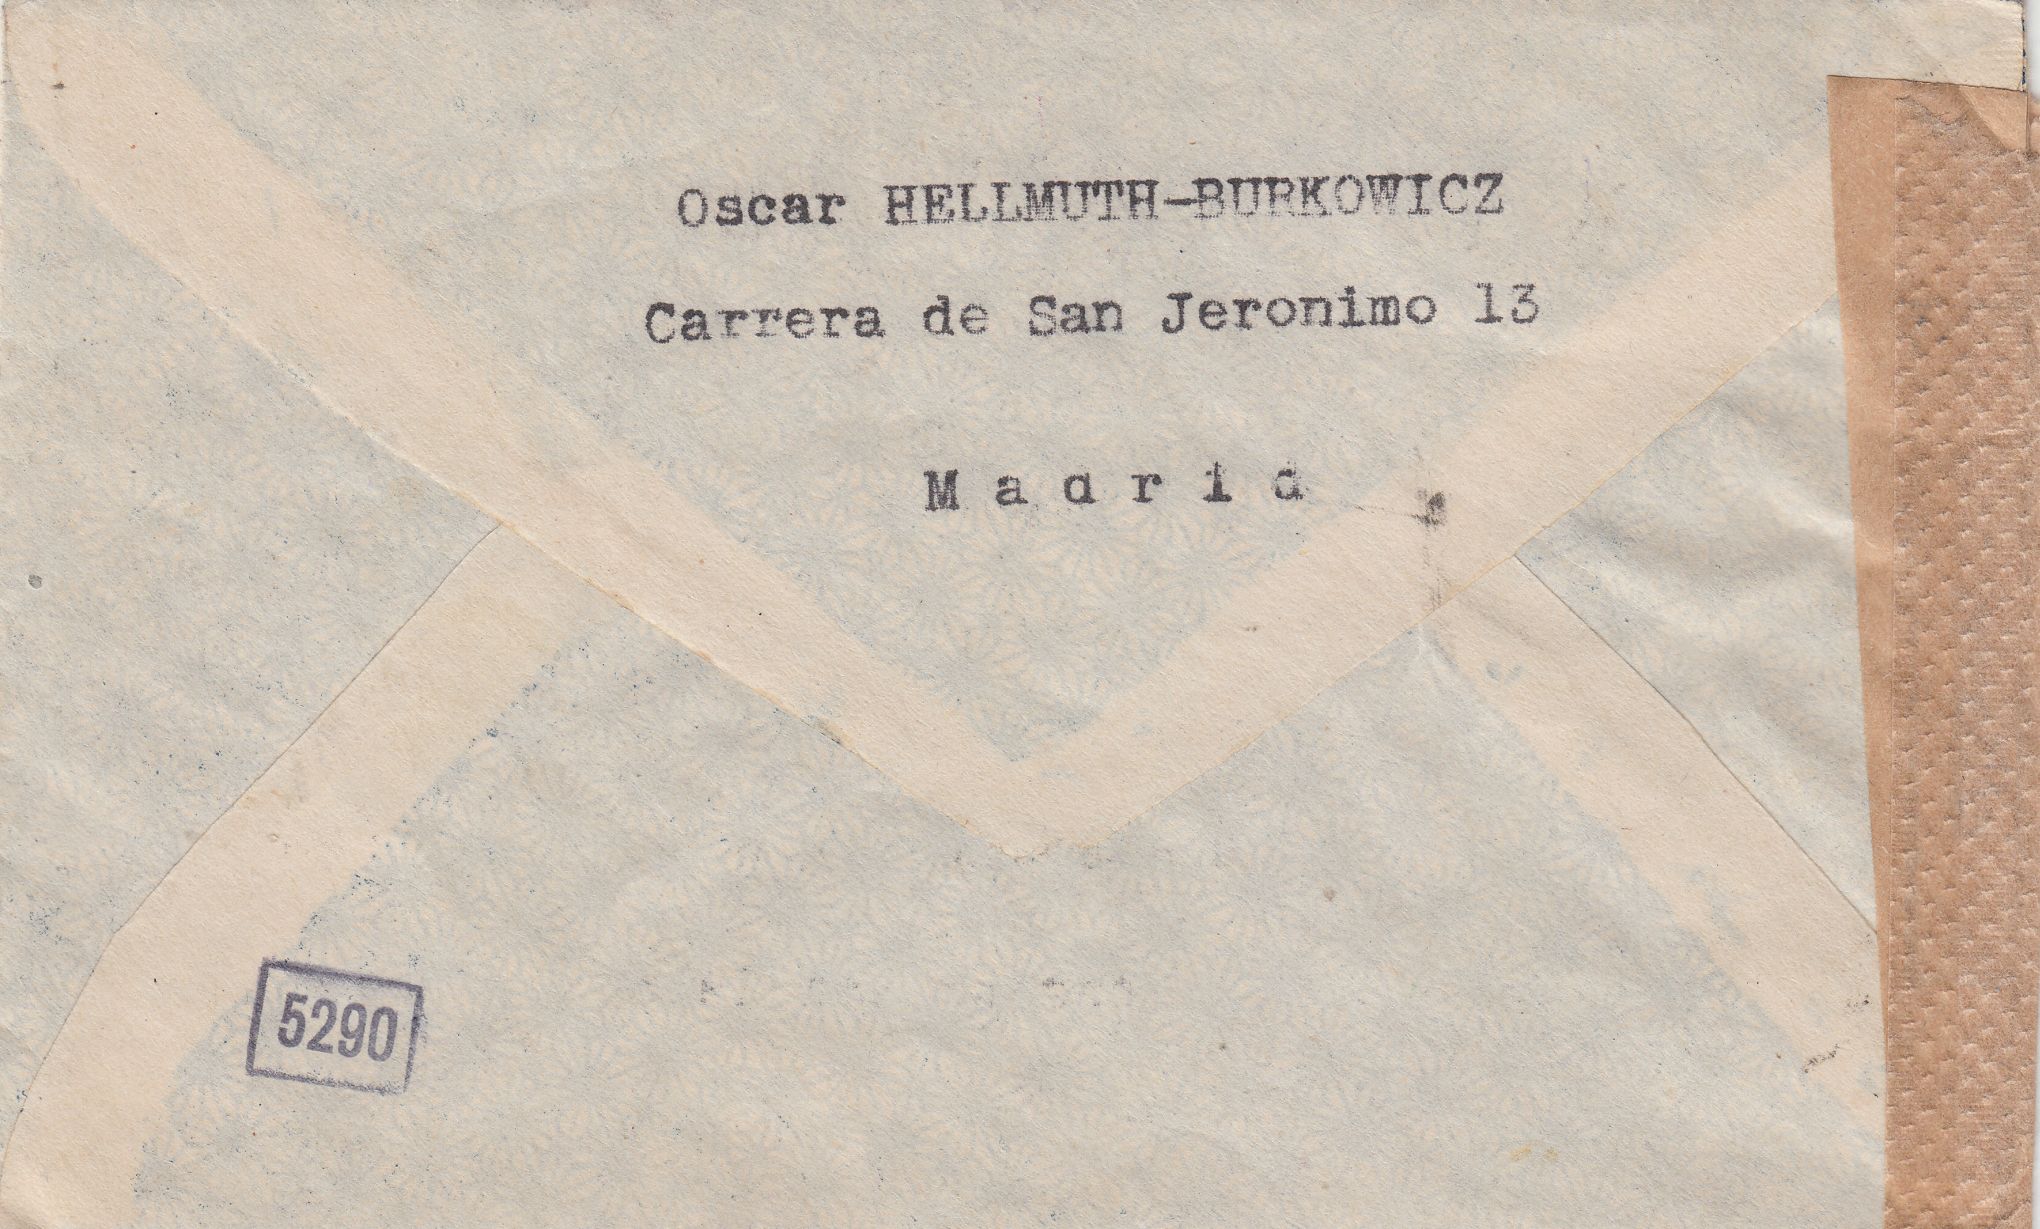 Oscar HELLMUTH-BURKOWICZ
Carrera de San Jeronimo 13
Madrid
5290